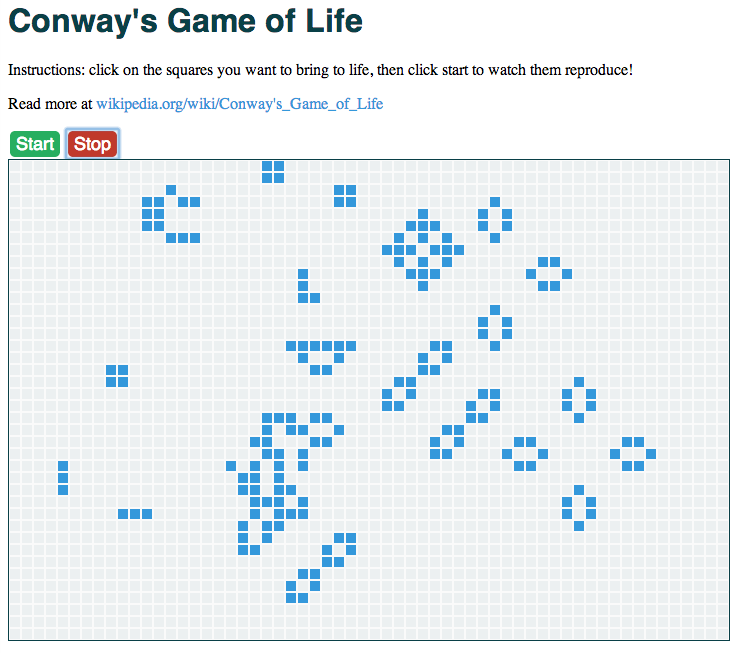 Conway's Game of Life
Instructions: click on the squares you want to bring to life, then click start to watch them reproduce!
Read more at wikipedia.org/wiki/Conway's_Game_of_Life
Start Stop